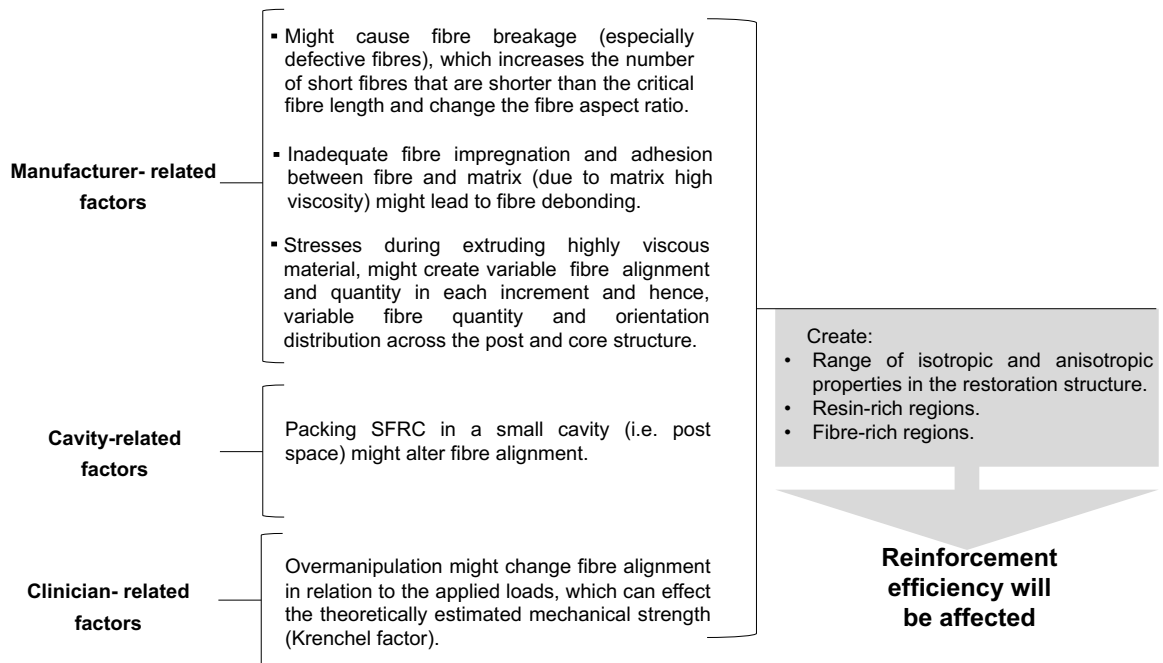 Manufacturer- related
factors
▪ Might cause fibre breakage (especially
defective fibres), which increases the number
of short fibres that are shorter than the critical
fibre length and change the fibre aspect ratio.
▪ Inadequate fibre impregnation and adhesion
between fibre and matrix (due to matrix high
viscosity) might lead to fibre debonding.
▪ Stresses during extruding highly viscous
material, might create variable fibre alignment
and quantity in each increment and hence,
variable fibre quantity and orientation
distribution across the post and core structure.
Cavity-related
factors
Packing SFRC in a small cavity (i.e. post
space) might alter fibre alignment.
Clinician- related
factors
Overmanipulation might change fibre alignment
in relation to the applied loads, which can effect
the theoretically estimated mechanical strength
(Krenchel factor).
Create:
• Range of isotropic and anisotropic
properties in the restoration structure.
• Resin-rich regions.
• Fibre-rich regions.
Reinforcement
efficiency will
be affected